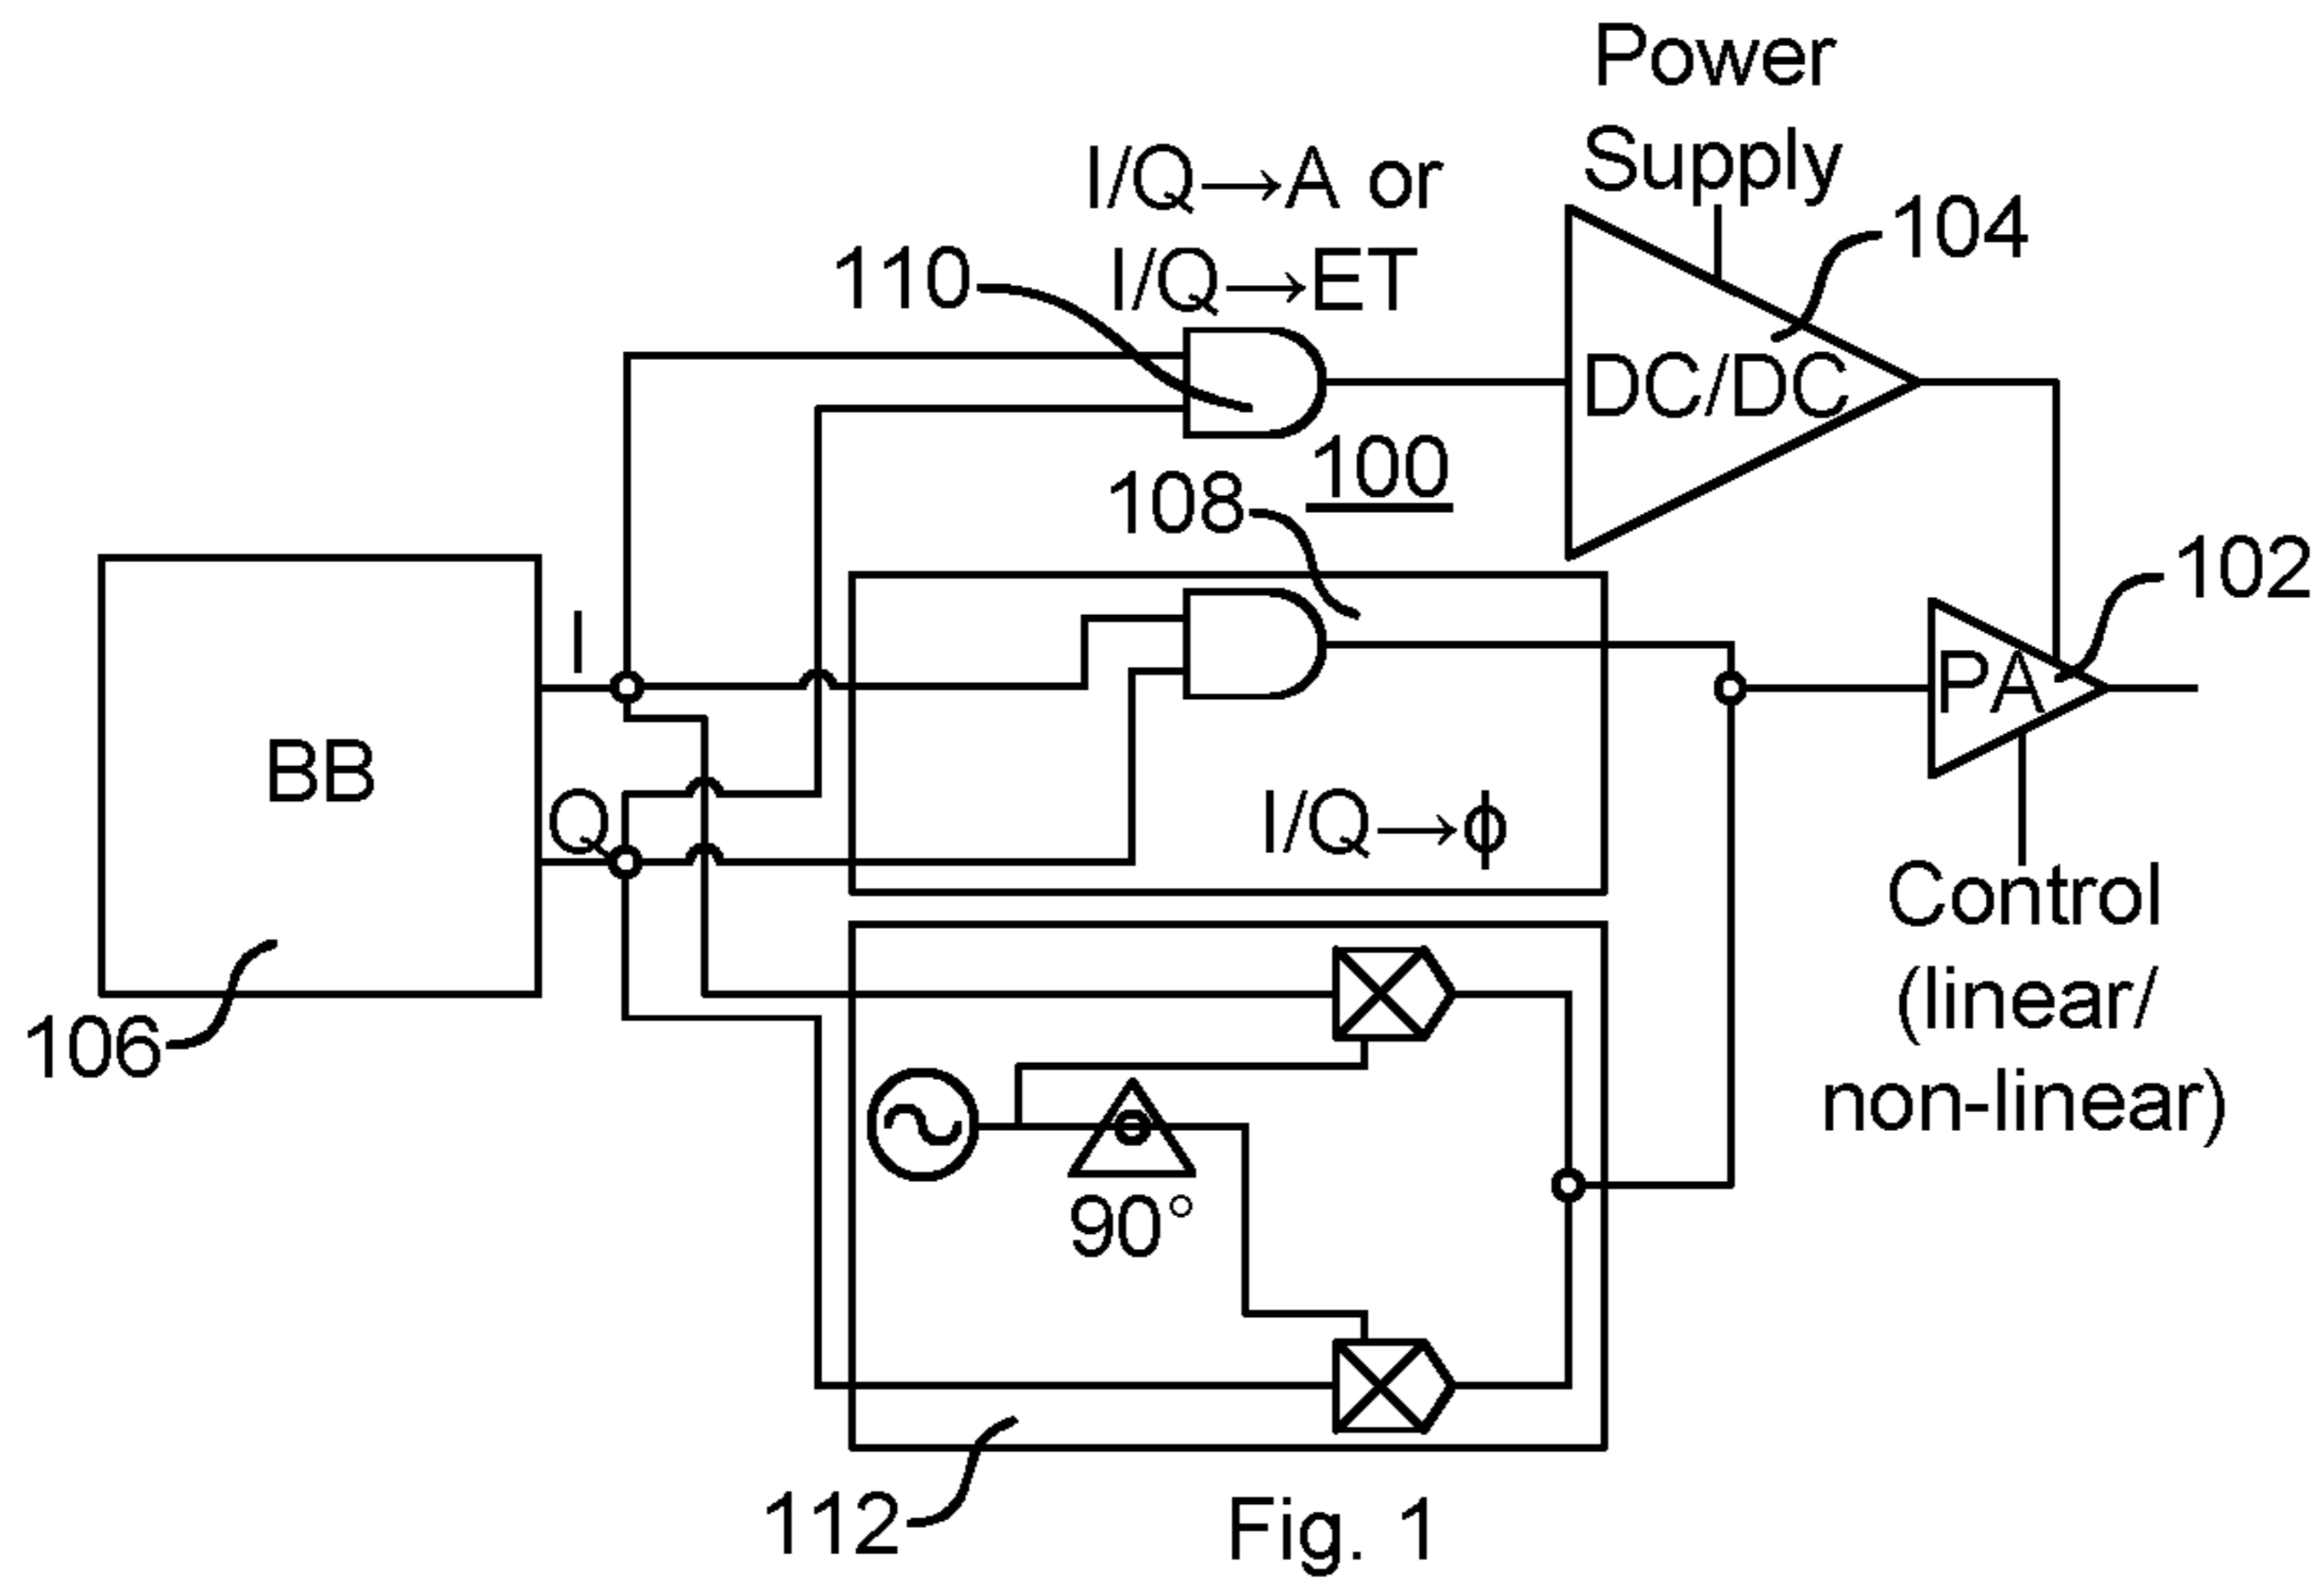 Power
Supply
I/Q→A or
I/Q→ET
104
110
DC/DC
100
108
102
I
PA
BB
Q
I/Q→ϕ
Control
(linear/
non-linear)
106
90°
112
Fig. 1